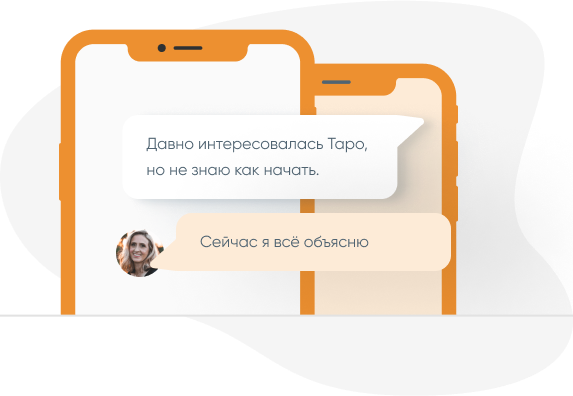 Давно интересовалась Таро,
но не знаю как начать.
Сейчас я всё объясню